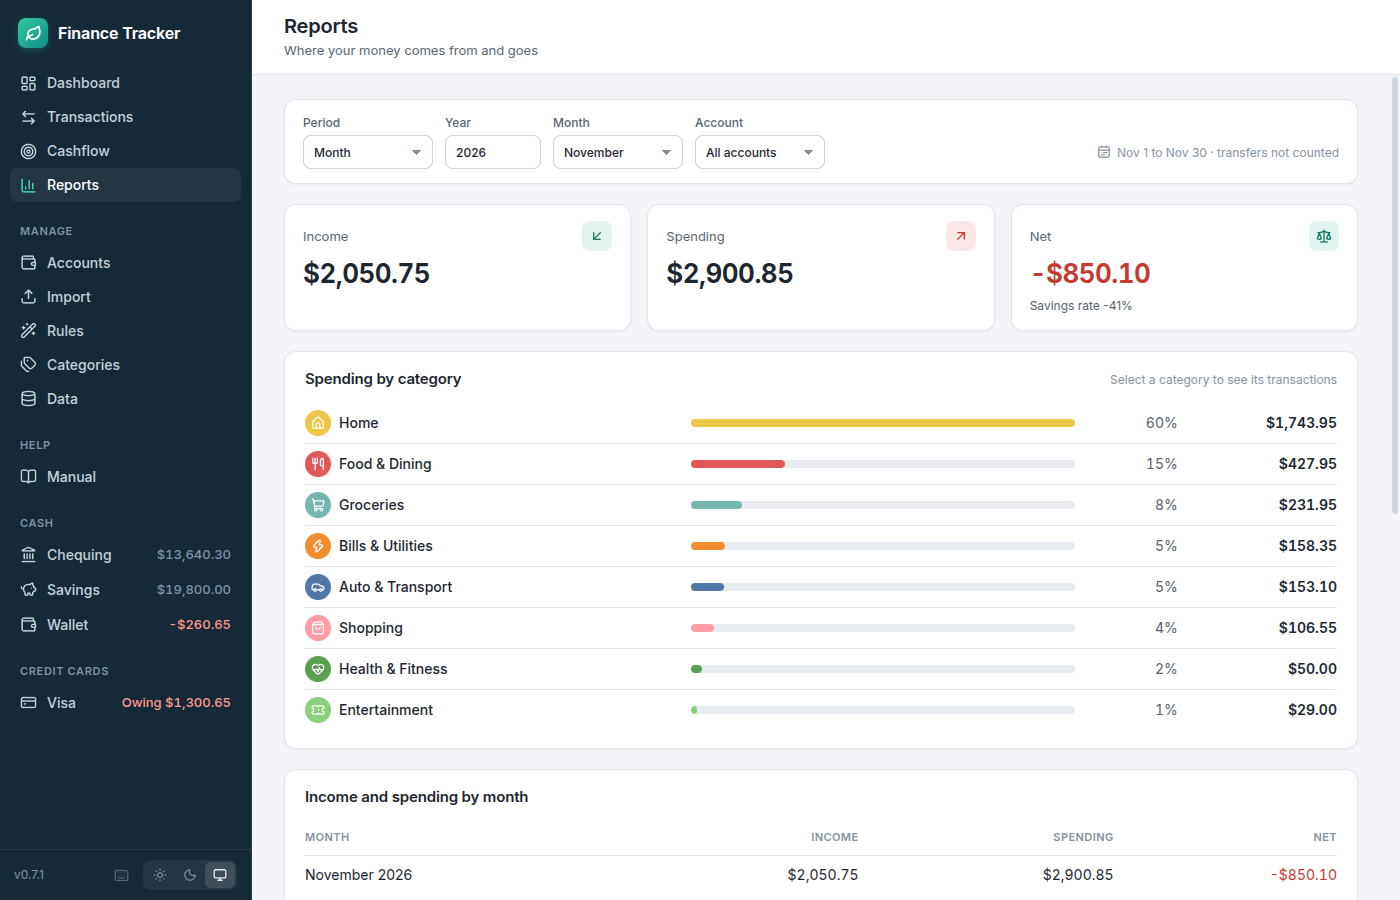 Finance Tracker
Dashboard
Transactions
Cashflow
Reports
MANAGE
Accounts
Import
Rules
Categories
Data
HELP
Manual
CASH
Chequing $13,640.30
Savings $19,800.00
Wallet -$260.65
CREDIT CARDS
Visa Owing $1,300.65
v0.7.1
Reports
Where your money comes from and goes
Period Year Month Account
Month 2026 November All accounts Nov 1 to Nov 30 · transfers not counted
Income Spending Net
$2,050.75 $2,900.85 -$850.10
Savings rate -41%
Spending by category Select a category to see its transactions
Home 60% $1,743.95
Food & Dining 15% $427.95
Groceries 8% $231.95
Bills & Utilities 5% $158.35
Auto & Transport 5% $153.10
Shopping 4% $106.55
Health & Fitness 2% $50.00
Entertainment 1% $29.00
Income and spending by month
MONTH INCOME SPENDING NET
November 2026 $2,050.75 $2,900.85 -$850.10